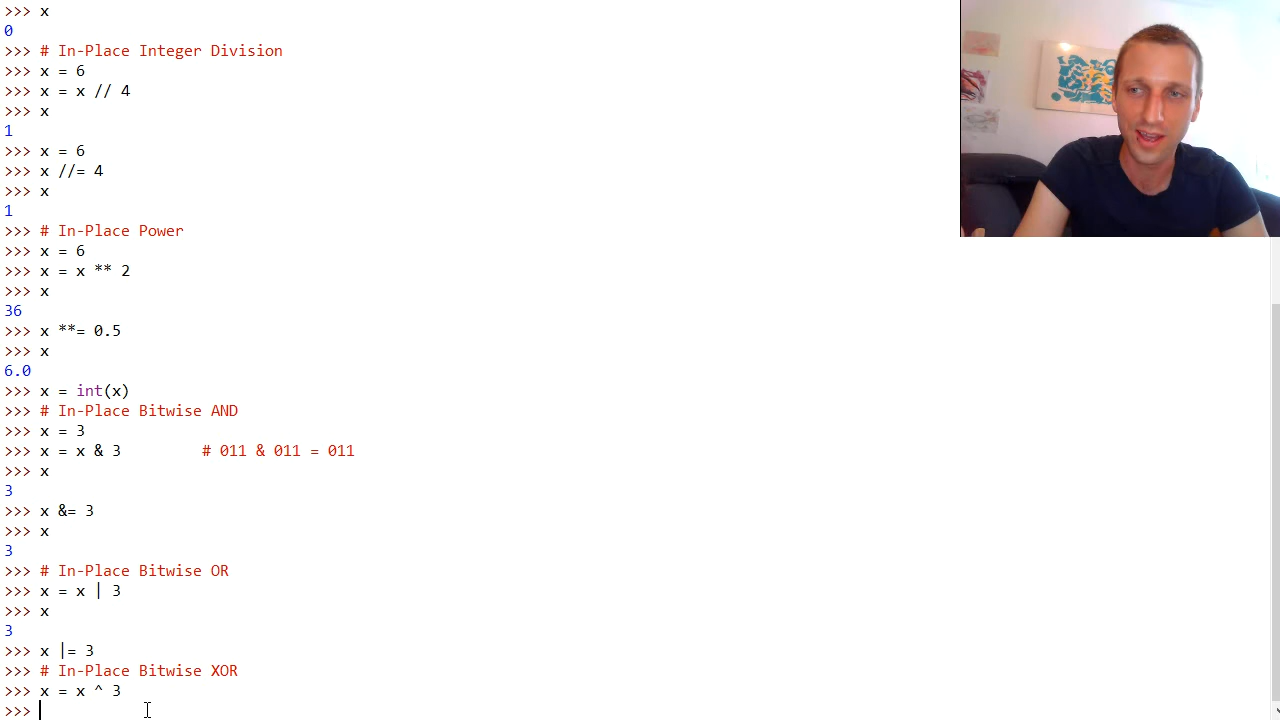 >>> x
0
>>> # In-Place Integer Division
>>> x = 6
>>> x = x // 4
>>> x
1
>>> x = 6
>>> x //= 4
>>> x
1
>>> # In-Place Power
>>> x = 6
>>> x = x ** 2
>>> x
36
>>> x **= 0.5
>>> x
6.0
>>> x = int(x)
>>> # In-Place Bitwise AND
>>> x = 3
>>> x = x & 3         # 011 & 011 = 011
>>> x
3
>>> x &= 3
>>> x
3
>>> # In-Place Bitwise OR
>>> x = x | 3
>>> x
3
>>> x |= 3
>>> # In-Place Bitwise XOR
>>> x = x ^ 3
>>>